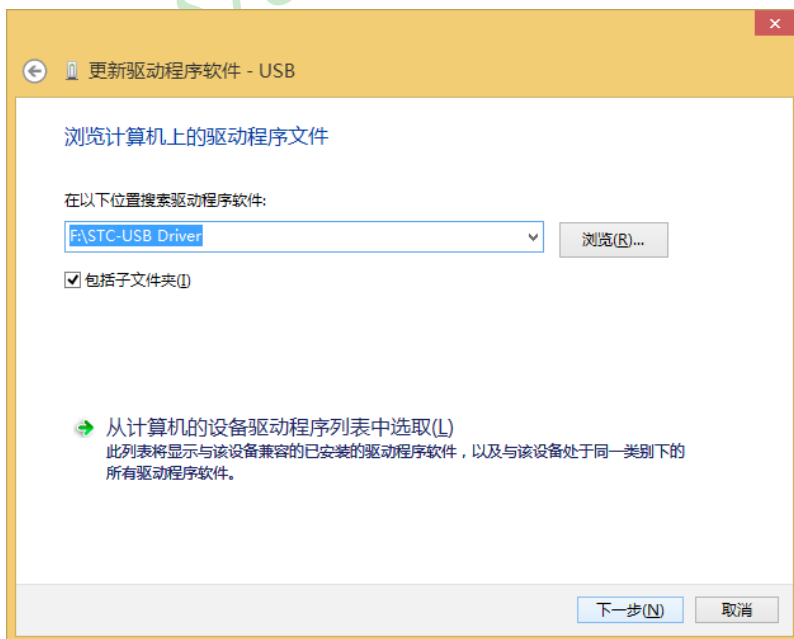 更新驱动程序软件 - USB
浏览计算机上的驱动程序文件
在以下位置搜索驱动程序软件:
F:\STC-USB Driver
浏览(R)...
包括子文件夹(I)
从计算机的设备驱动程序列表中选取(L)
此列表将显示与该设备兼容的已安装的驱动程序软件，以及与该设备处于同一类别下的
所有驱动程序软件。
下一步(N)
取消